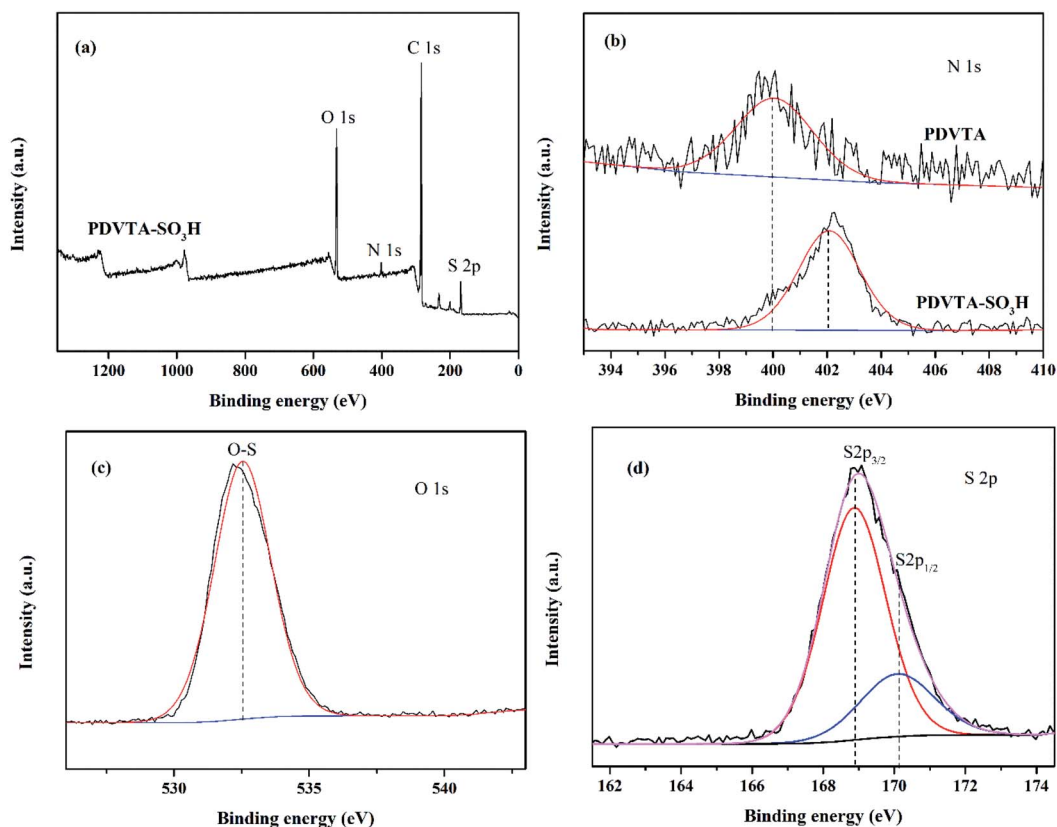 (a)
C 1s
O 1s
PDVTA-SO₃H
N 1s
S 2p
Intensity (a.u.)
1200 1000 800 600 400 200 0
Binding energy (eV)
(b)
N 1s
PDVTA
PDVTA-SO₃H
Intensity (a.u.)
394 396 398 400 402 404 406 408 410
Binding energy (eV)
(c)
O-S
O 1s
Intensity (a.u.)
530 535 540
Binding energy (eV)
(d)
S2p₃/₂
S 2p
S2p₁/₂
Intensity (a.u.)
162 164 166 168 170 172 174
Binding energy (eV)